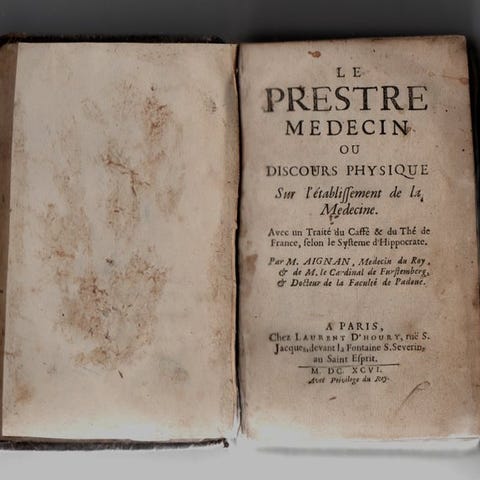 LE
PRESTRE
MEDECIN
OU
DISCOURS PHYSIQUE
Sur l'établiſſement de la
Medecine.
Avec un Traité du Caffé & du Thé de
France, ſelon le Syſteme d'Hippocrate.
Par M. AIGNAN, Medecin du Roy,
& de M. le Cardinal de Furſtemberg,
& Docteur de la Faculté de Padoue.
A PARIS,
Chez LAURENT D'HOURY, ruë S.
Jacques, devant la Fontaine S. Severin,
au Saint Eſprit.
M. DC. XCVI.
Avec Privilege du Roy.